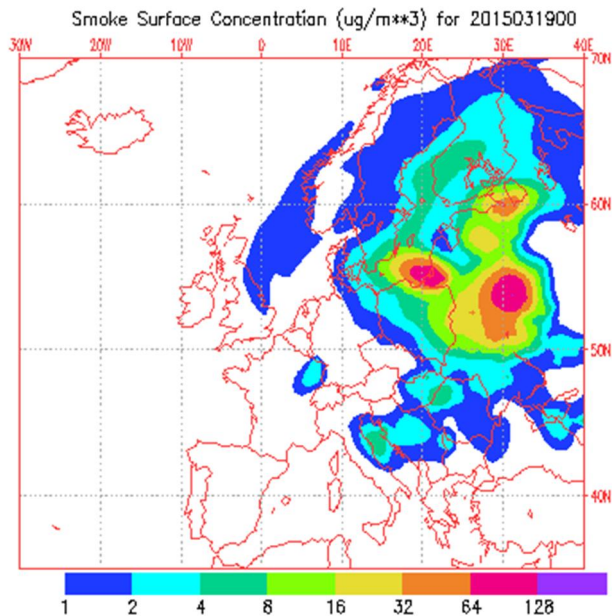 Smoke Surface Concentration (ug/m**3) for 2015031900
30W 20W 10W 0 10E 20E 30E 40E
70N
60N
50N
40N
1 2 4 8 16 32 64 128